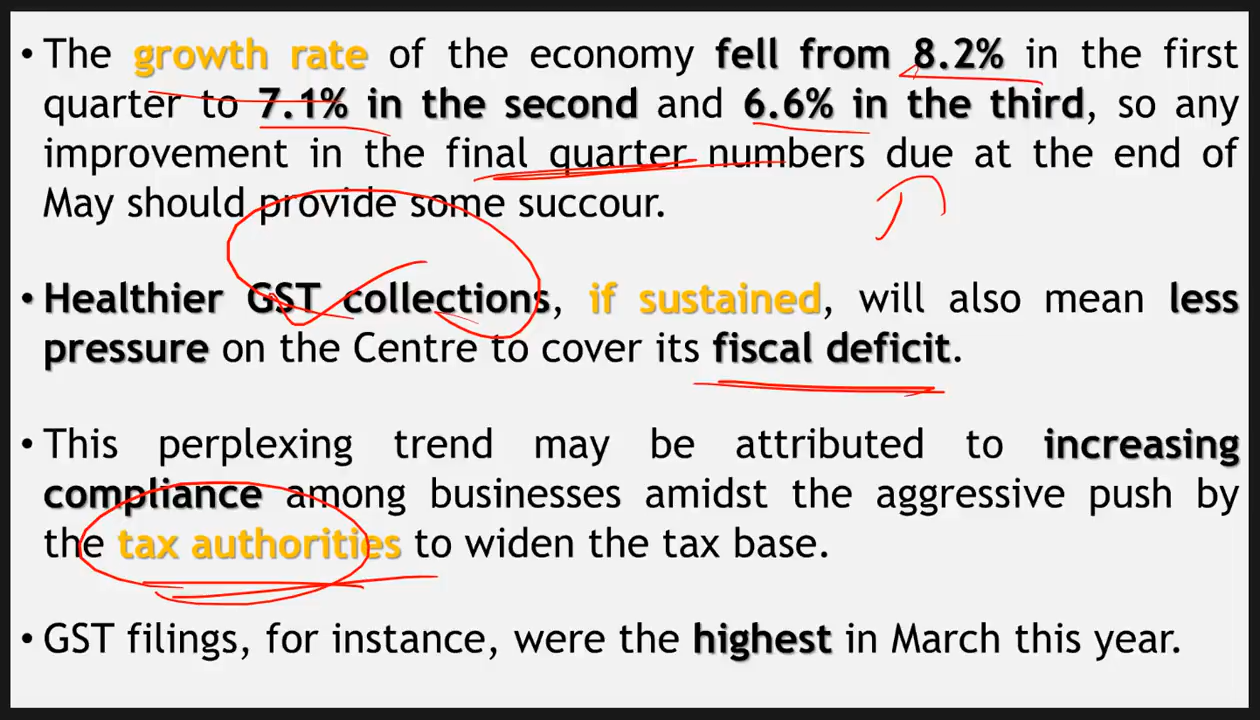 • The growth rate of the economy fell from 8.2% in the first
quarter to 7.1% in the second and 6.6% in the third, so any
improvement in the final quarter numbers due at the end of
May should provide some succour.
• Healthier GST collections, if sustained, will also mean less
pressure on the Centre to cover its fiscal deficit.
• This perplexing trend may be attributed to increasing
compliance among businesses amidst the aggressive push by
the tax authorities to widen the tax base.
• GST filings, for instance, were the highest in March this year.